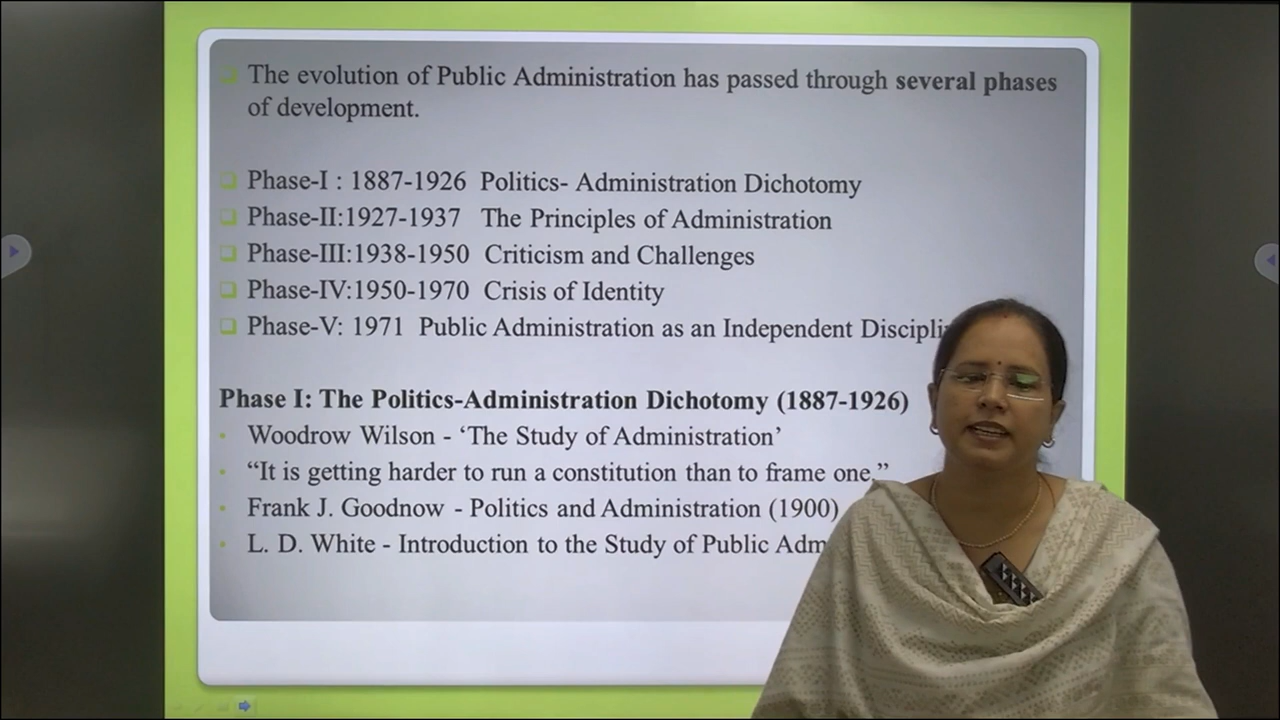 The evolution of Public Administration has passed through several phases
of development.
Phase-I : 1887-1926 Politics- Administration Dichotomy
Phase-II:1927-1937 The Principles of Administration
Phase-III:1938-1950 Criticism and Challenges
Phase-IV:1950-1970 Crisis of Identity
Phase-V: 1971 Public Administration as an Independent
Phase I: The Politics-Administration Dichotomy (1887-1926)
Woodrow Wilson - ‘The Study of Administration’
“It is getting harder to run a constitution than to frame one.”
Frank J. Goodnow - Politics and Administration (1900)
L. D. White - Introduction to the Study of Public